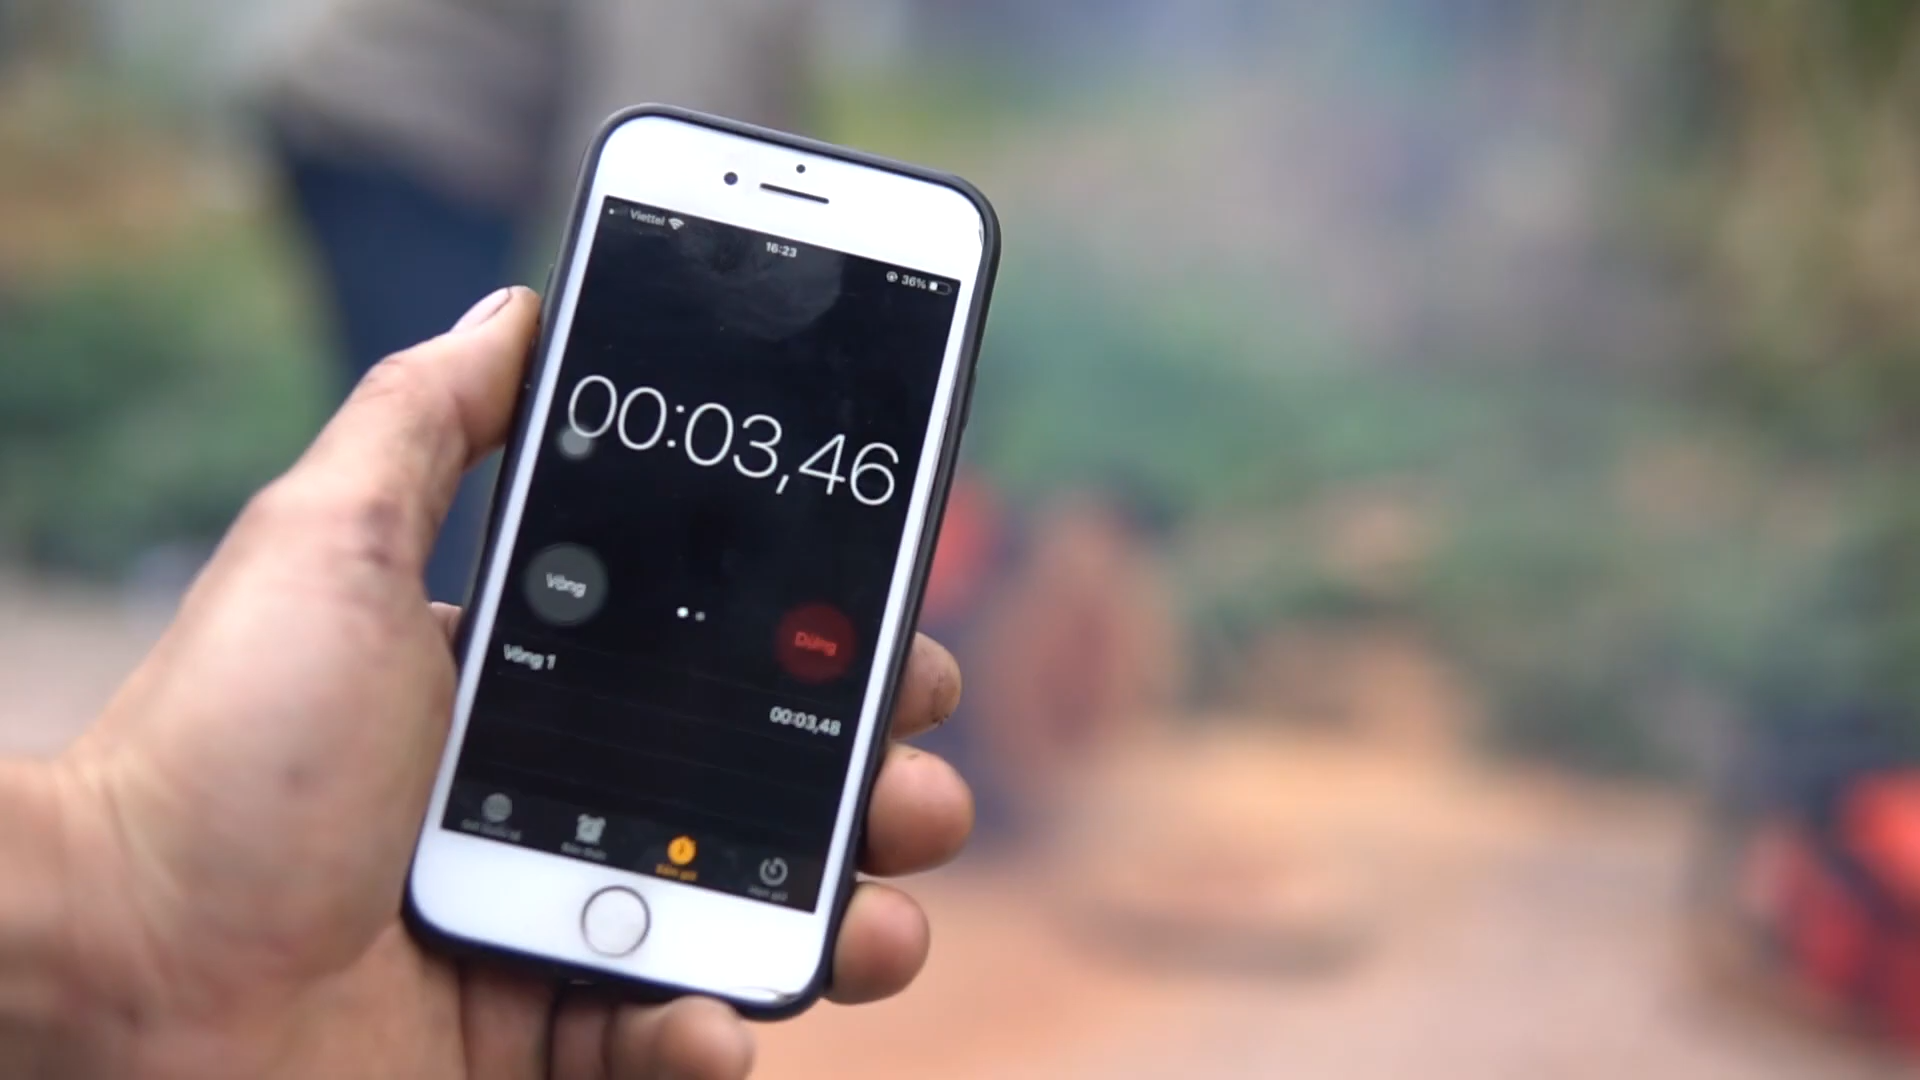 Viettel
16:23
36%
00:03,46
Vòng
Dừng
Vòng 1
00:03,48